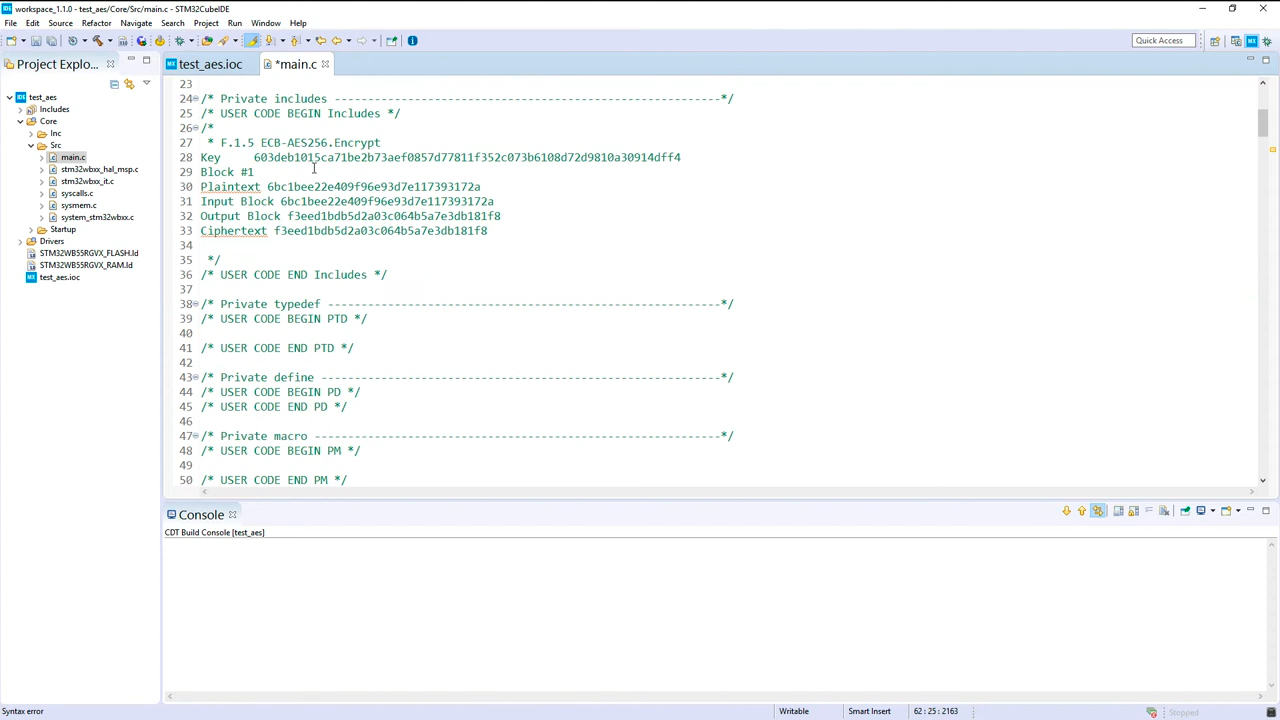 workspace_1.1.0 - test_aes/Core/Src/main.c - STM32CubeIDE
File Edit Source Refactor Navigate Search Project Run Window Help
Quick Access
Project Explo...
test_aes.ioc
*main.c
test_aes
Includes
Core
Inc
Src
main.c
stm32wbxx_hal_msp.c
stm32wbxx_it.c
syscalls.c
sysmem.c
system_stm32wbxx.c
Startup
Drivers
STM32WB55RGVX_FLASH.ld
STM32WB55RGVX_RAM.ld
test_aes.ioc
23
24 /* Private includes ----------------------------------------------------------*/
25 /* USER CODE BEGIN Includes */
26 /*
27 * F.1.5 ECB-AES256.Encrypt
28 Key 603deb1015ca71be2b73aef0857d77811f352c073b6108d72d9810a30914dff4
29 Block #1
30 Plaintext 6bc1bee22e409f96e93d7e117393172a
31 Input Block 6bc1bee22e409f96e93d7e117393172a
32 Output Block f3eed1bdb5d2a03c064b5a7e3db181f8
33 Ciphertext f3eed1bdb5d2a03c064b5a7e3db181f8
34
35 */
36 /* USER CODE END Includes */
37
38 /* Private typedef -----------------------------------------------------------*/
39 /* USER CODE BEGIN PTD */
40
41 /* USER CODE END PTD */
42
43 /* Private define ------------------------------------------------------------*/
44 /* USER CODE BEGIN PD */
45 /* USER CODE END PD */
46
47 /* Private macro -------------------------------------------------------------*/
48 /* USER CODE BEGIN PM */
49
50 /* USER CODE END PM */
Console
CDT Build Console [test_aes]
Syntax error
Writable
Smart Insert
62 : 25 : 2163
Stopped